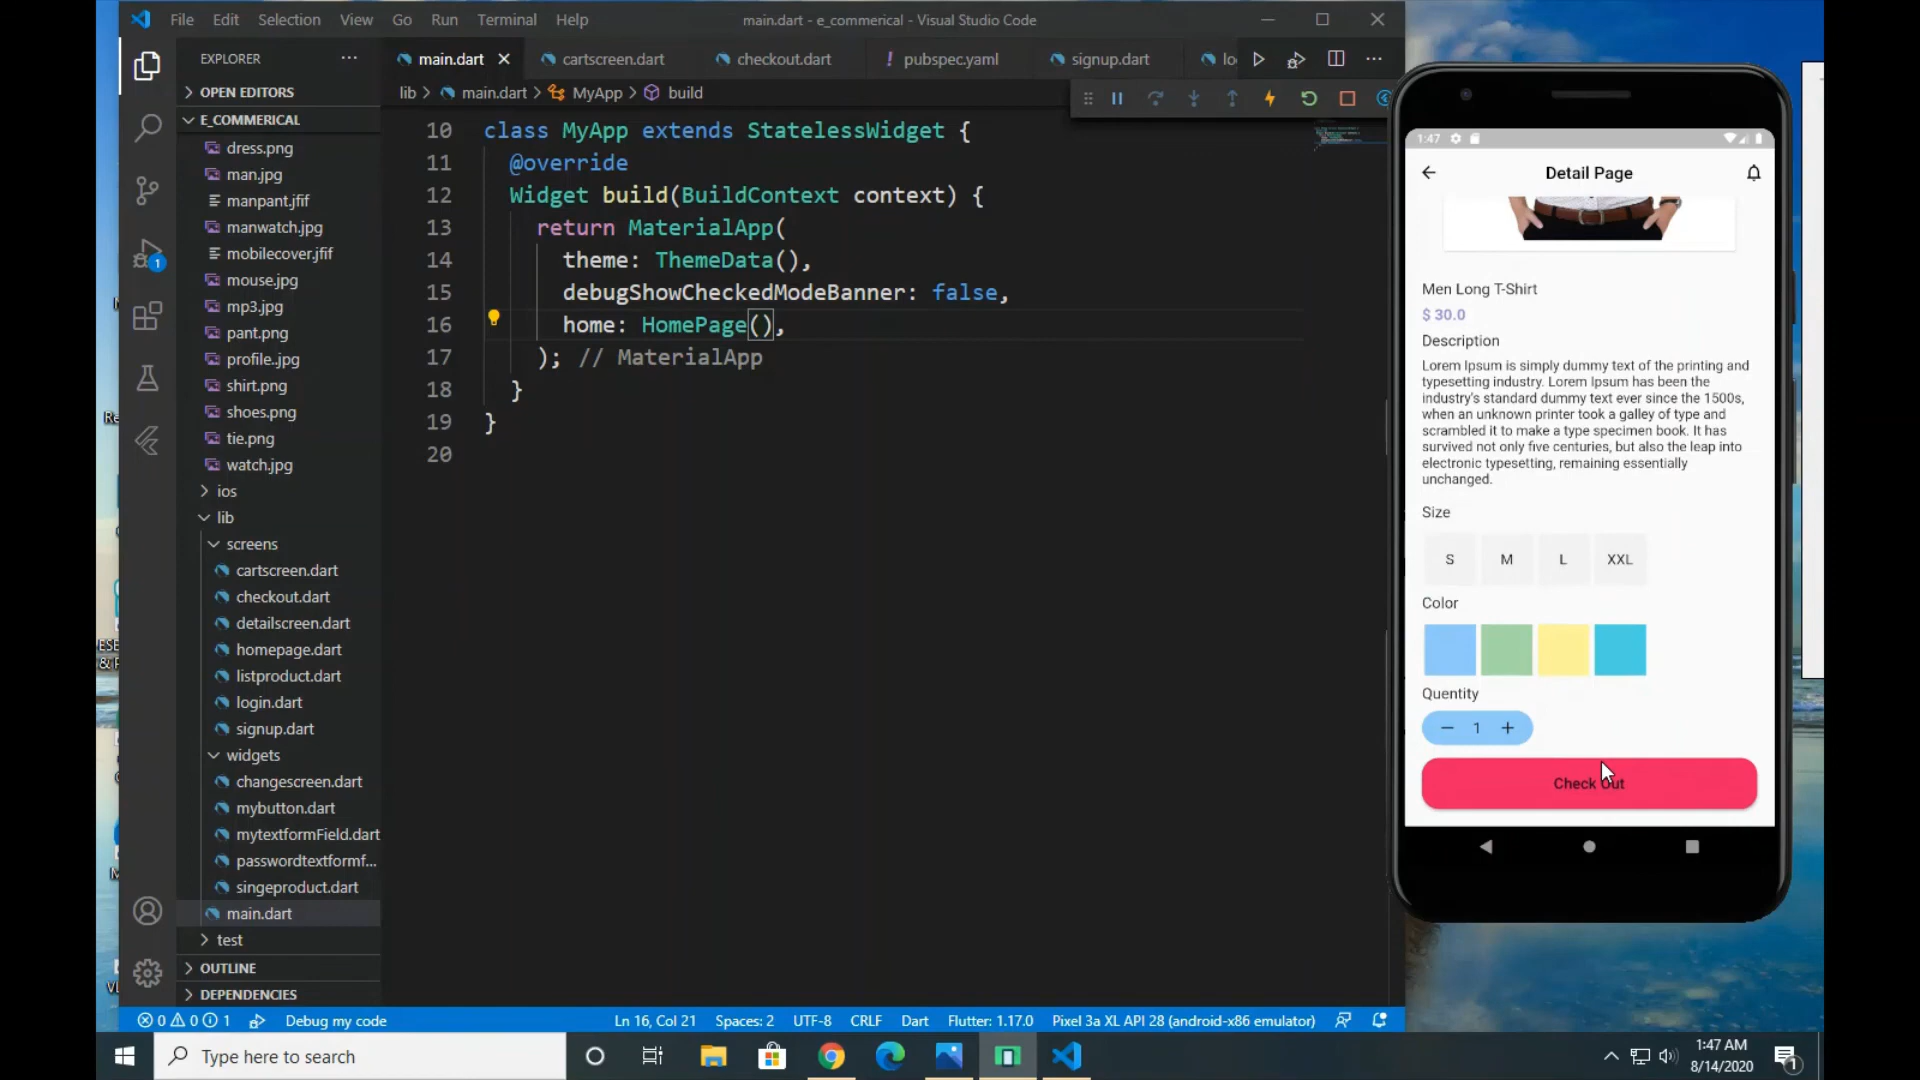 File Edit Selection View Go Run Terminal Help main.dart - e_commerical - Visual Studio Code
EXPLORER
main.dart cartscreen.dart checkout.dart ! pubspec.yaml signup.dart lo
OPEN EDITORS
lib > main.dart > MyApp > build
E_COMMERICAL
dress.png
man.jpg
manpant.jfif
manwatch.jpg
mobilecover.jfif
mouse.jpg
mp3.jpg
pant.png
profile..jpg
shirt.png
shoes.png
tie.png
watch.jpg
ios
lib
screens
cartscreen.dart
checkout.dart
detailscreen.dart
homepage.dart
listproduct.dart
login.dart
signup.dart
widgets
changescreen.dart
mybutton.dart
mytextformField.dart
passwordtextformf...
singeproduct.dart
main.dart
test
OUTLINE
DEPENDENCIES
1
10 class MyApp extends StatelessWidget {
11 @override
12 Widget build(BuildContext context) {
13 return MaterialApp(
14 theme: ThemeData(),
15 debugShowCheckedModeBanner: false,
16 home: HomePage(),
17 ); // MaterialApp
18 }
19 }
20
1:47
Detail Page
Men Long T-Shirt
$ 30.0
Description
Lorem Ipsum is simply dummy text of the printing and
typesetting industry. Lorem Ipsum has been the
industry's standard dummy text ever since the 1500s,
when an unknown printer took a galley of type and
scrambled it to make a type specimen book. It has
survived not only five centuries, but also the leap into
electronic typesetting, remaining essentially
unchanged.
Size
S M L XXL
Color
Quentity
1
Check Out
0 0 1 Debug my code Ln 16, Col 21 Spaces: 2 UTF-8 CRLF Dart Flutter: 1.17.0 Pixel 3a XL API 28 (android-x86 emulator)
Type here to search
1:47 AM
8/14/2020
1